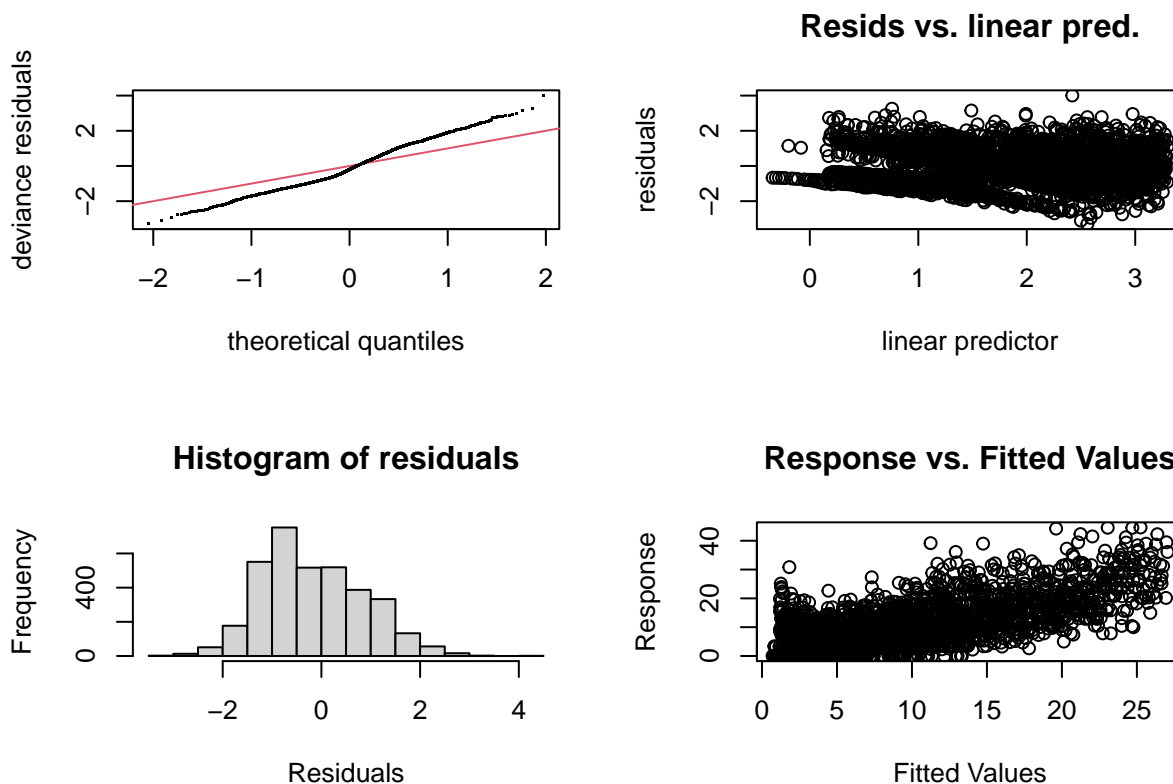 deviance residuals
2
−2
−2 −1 0 1 2
theoretical quantiles
Resids vs. linear pred.
residuals
2
−2
0 1 2 3
linear predictor
Histogram of residuals
Frequency
400
0
−2 0 2 4
Residuals
Response vs. Fitted Values
Response
40
20
0
0 5 10 15 20 25
Fitted Values